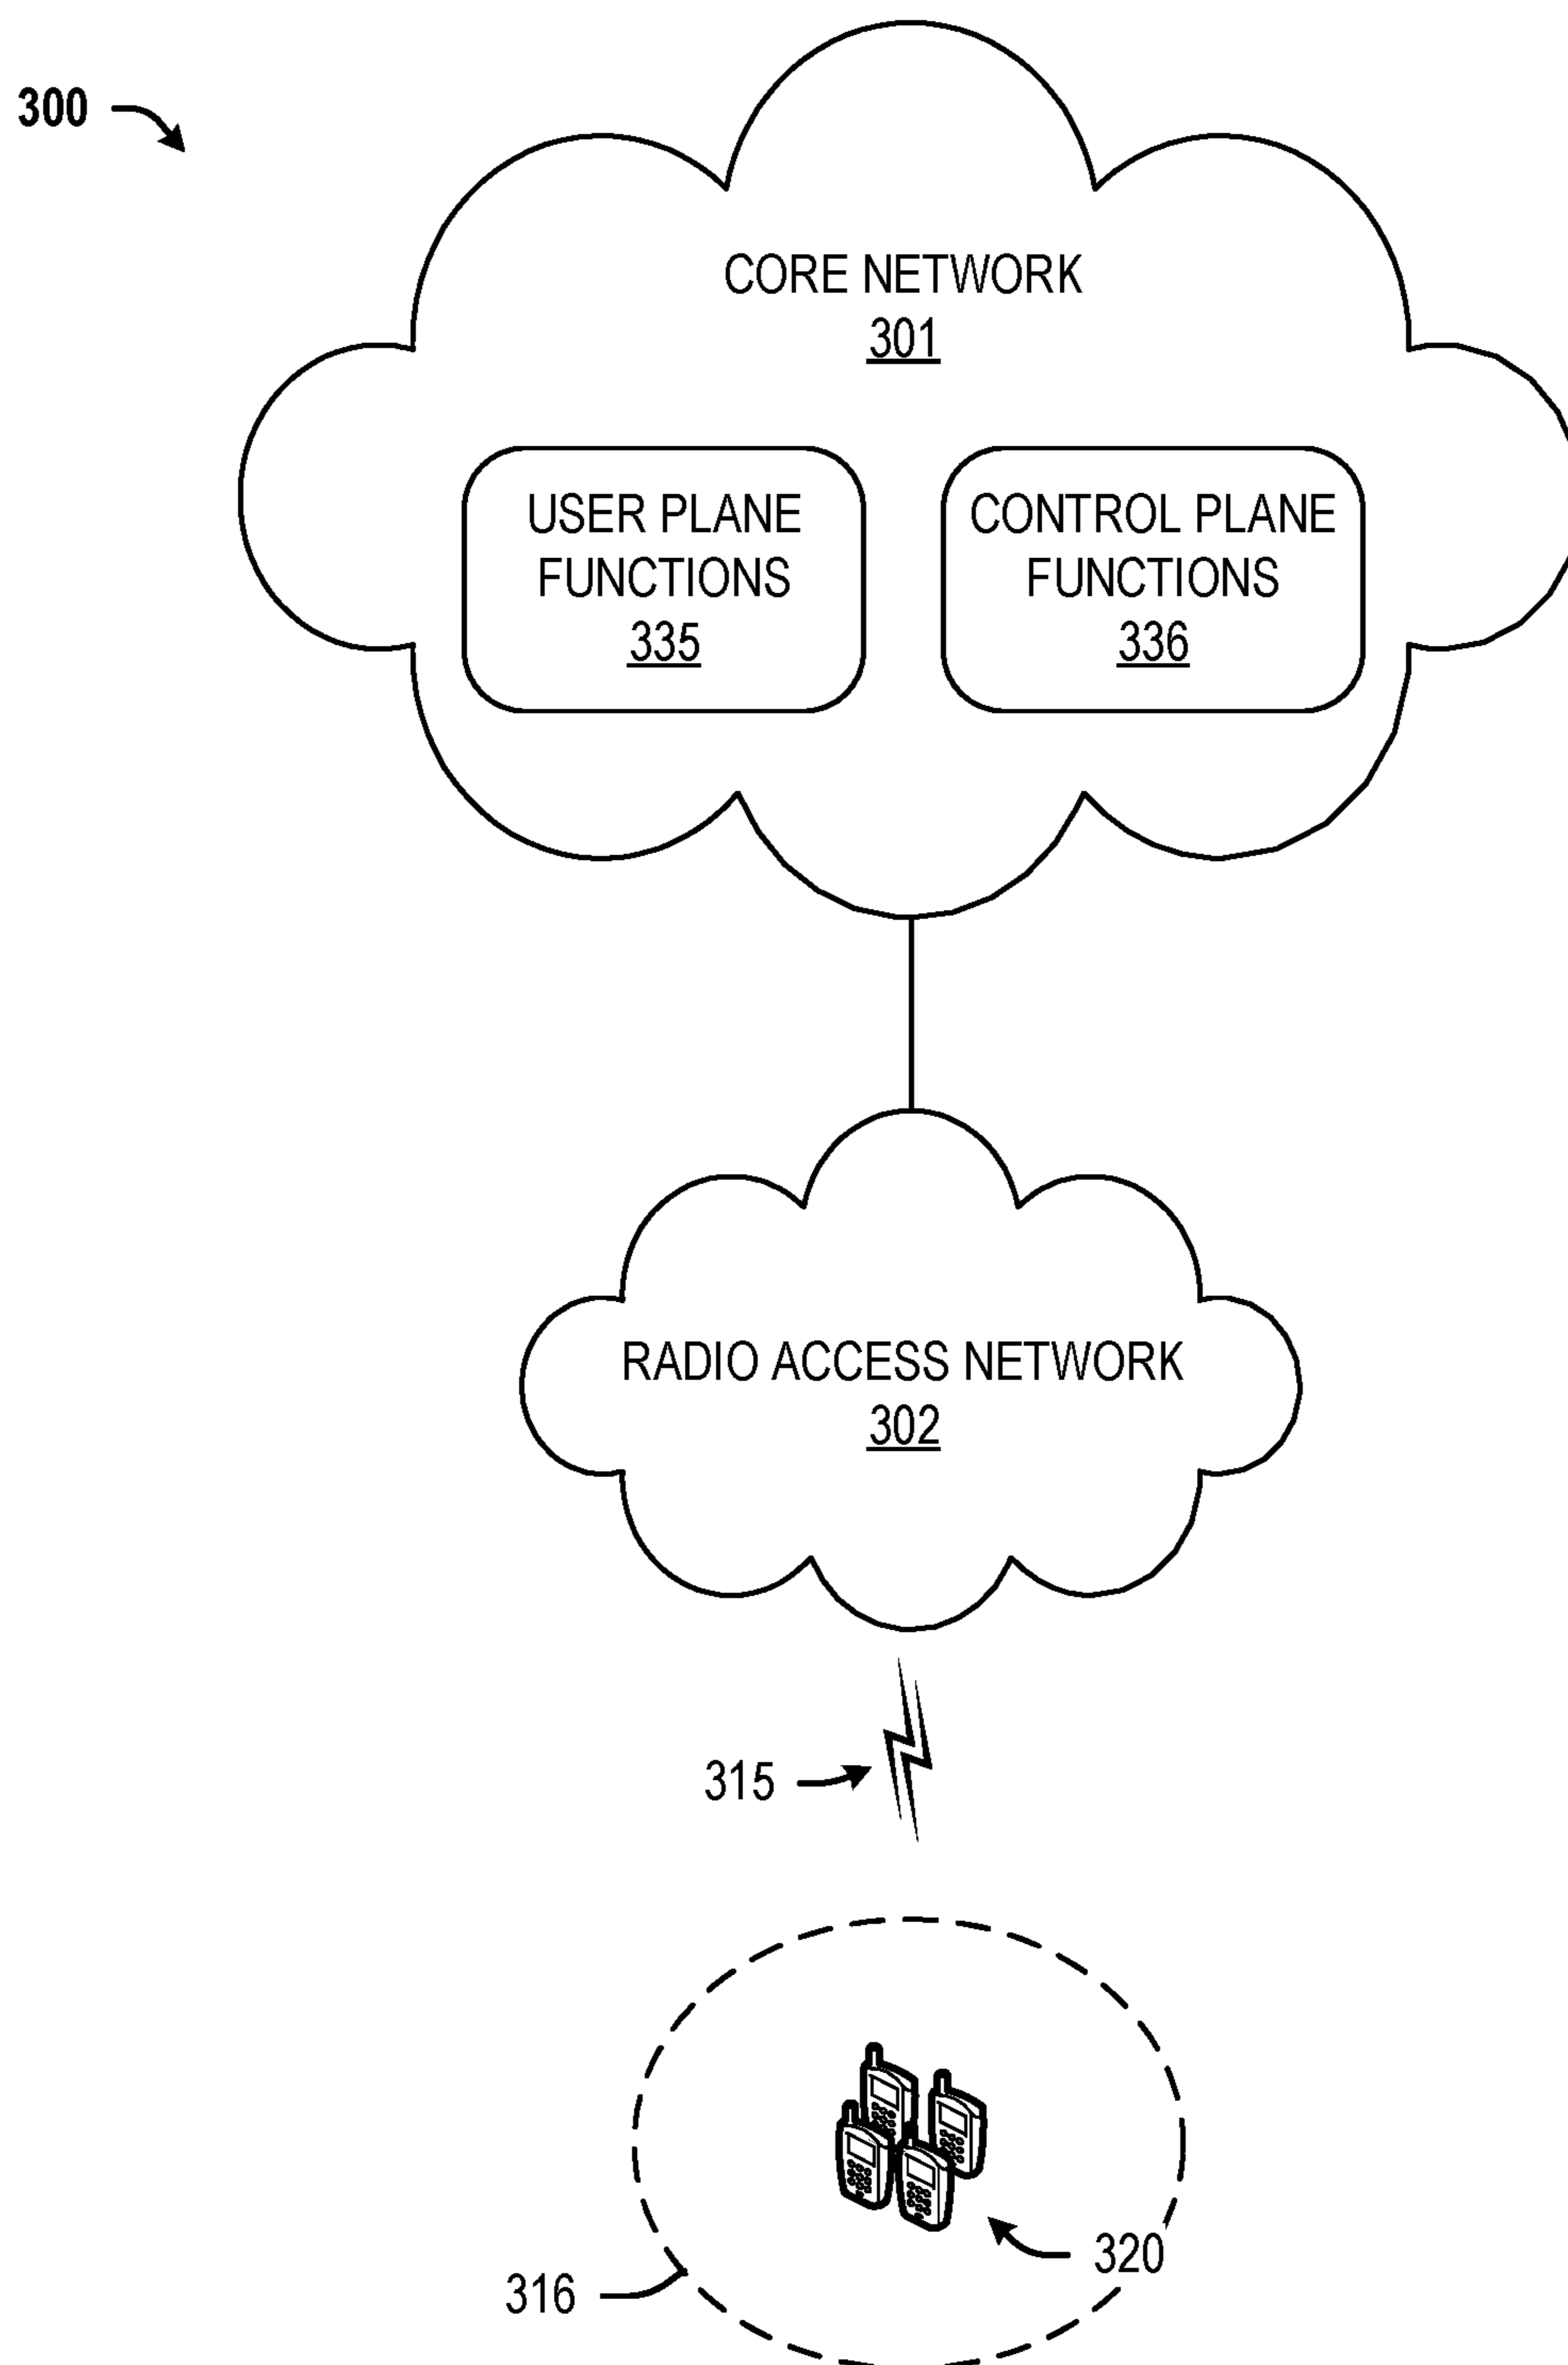 300
CORE NETWORK
301
USER PLANE
FUNCTIONS
335
CONTROL PLANE
FUNCTIONS
336
RADIO ACCESS NETWORK
302
315
320
316